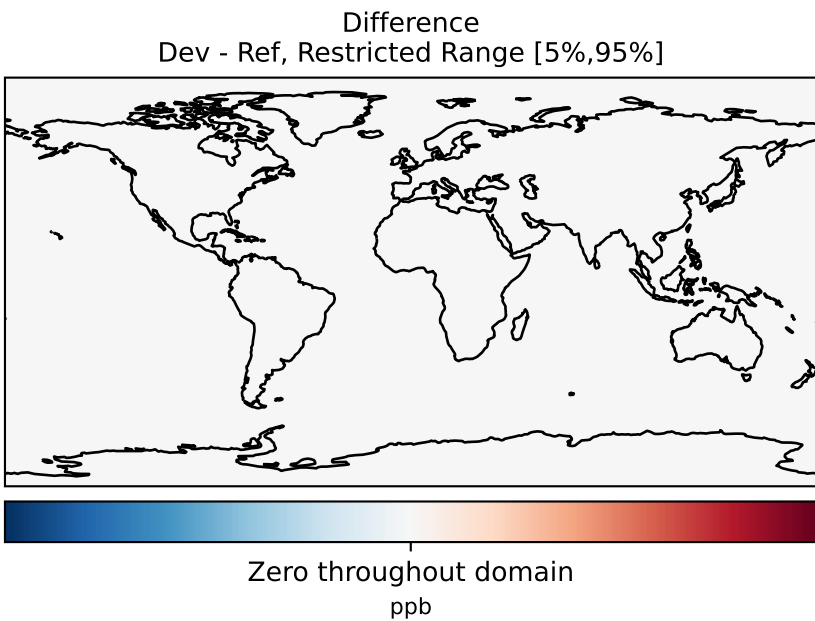 Difference
Dev - Ref, Restricted Range [5%,95%]
Zero throughout domain
ppb